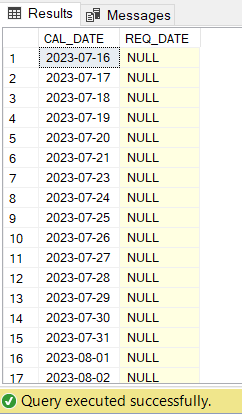 Results Messages
CAL_DATE REQ_DATE
1 2023-07-16 NULL
2 2023-07-17 NULL
3 2023-07-18 NULL
4 2023-07-19 NULL
5 2023-07-20 NULL
6 2023-07-21 NULL
7 2023-07-23 NULL
8 2023-07-24 NULL
9 2023-07-25 NULL
10 2023-07-26 NULL
11 2023-07-27 NULL
12 2023-07-28 NULL
13 2023-07-29 NULL
14 2023-07-30 NULL
15 2023-07-31 NULL
16 2023-08-01 NULL
17 2023-08-02 NULL
Query executed successfully.